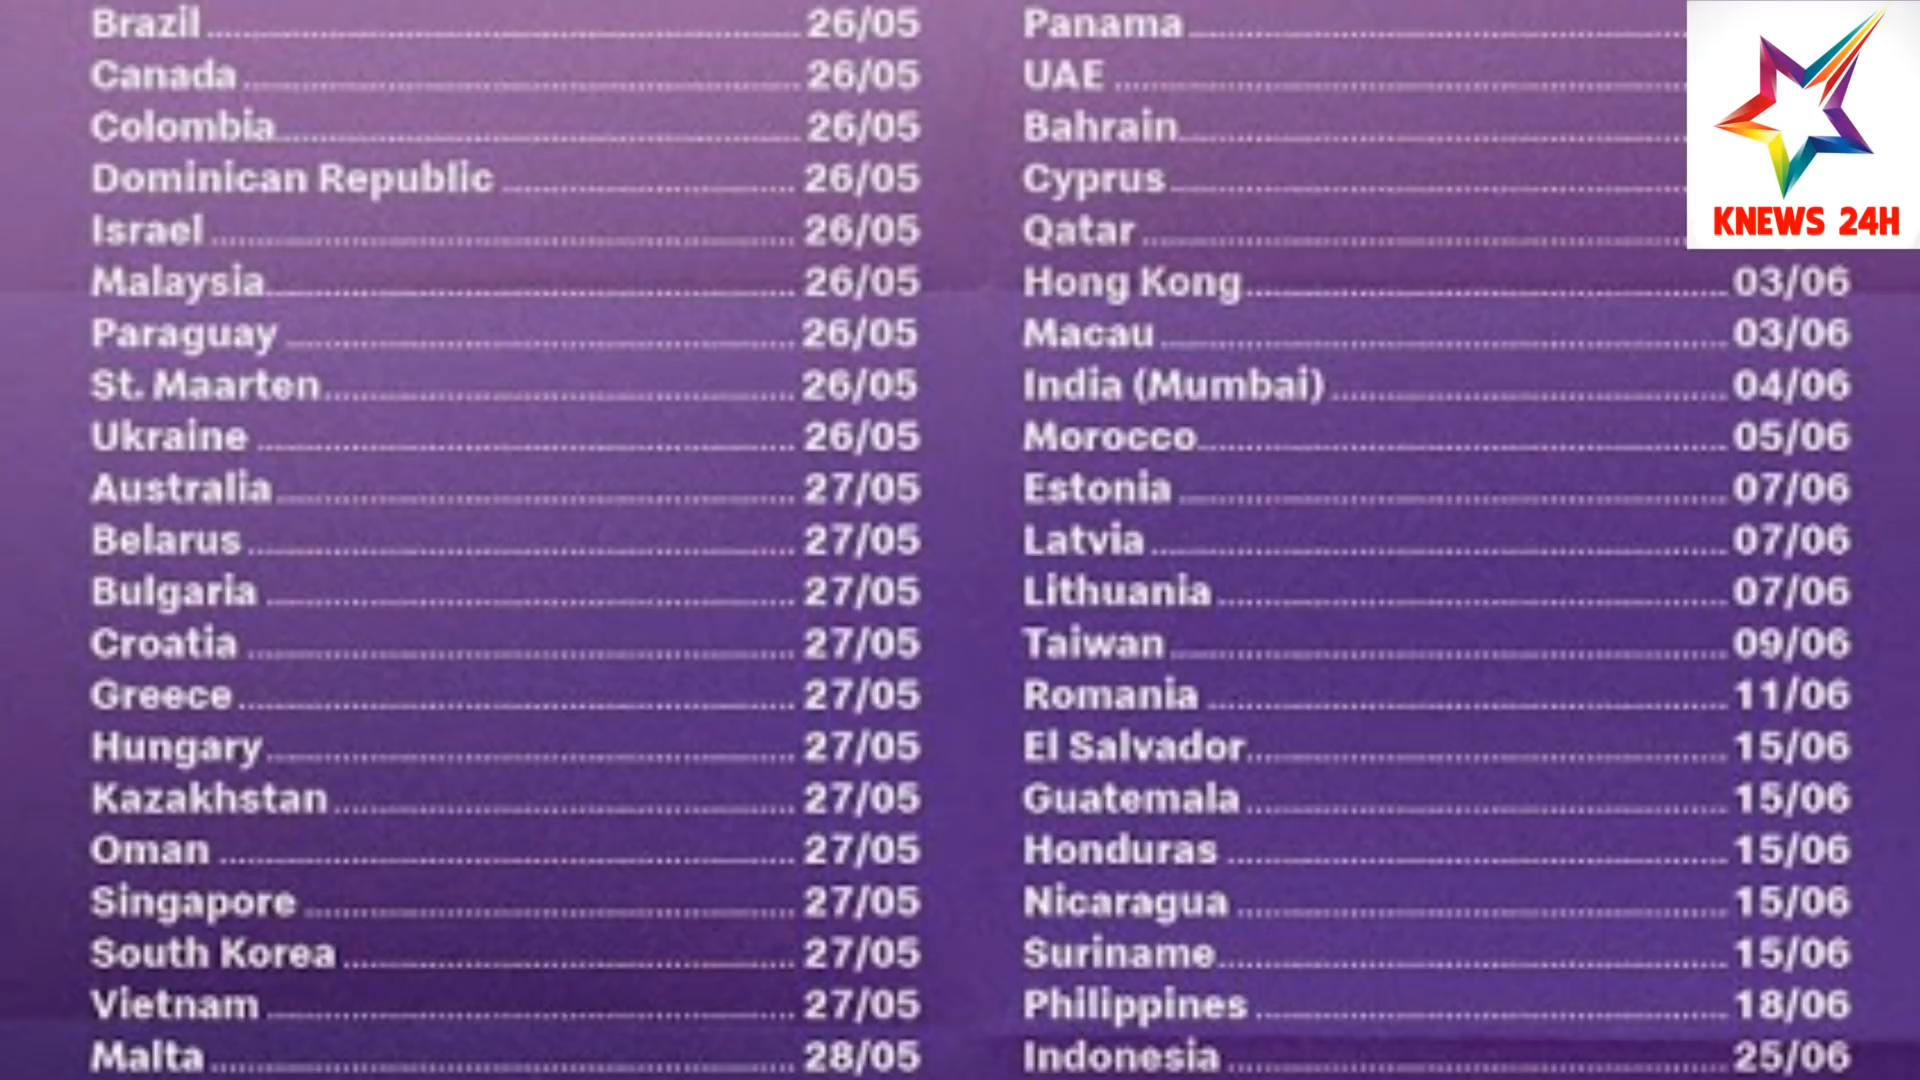 Brazil 26/05
Canada 26/05
Colombia 26/05
Dominican Republic 26/05
Israel 26/05
Malaysia 26/05
Paraguay 26/05
St. Maarten 26/05
Ukraine 26/05
Australia 27/05
Belarus 27/05
Bulgaria 27/05
Croatia 27/05
Greece 27/05
Hungary 27/05
Kazakhstan 27/05
Oman 27/05
Singapore 27/05
South Korea 27/05
Vietnam 27/05
Malta 28/05
Panama
UAE
Bahrain
Cyprus
Qatar
Hong Kong 03/06
Macau 03/06
India (Mumbai) 04/06
Morocco 05/06
Estonia 07/06
Latvia 07/06
Lithuania 07/06
Taiwan 09/06
Romania 11/06
El Salvador 15/06
Guatemala 15/06
Honduras 15/06
Nicaragua 15/06
Suriname 15/06
Philippines 18/06
Indonesia 25/06
KNEWS 24H